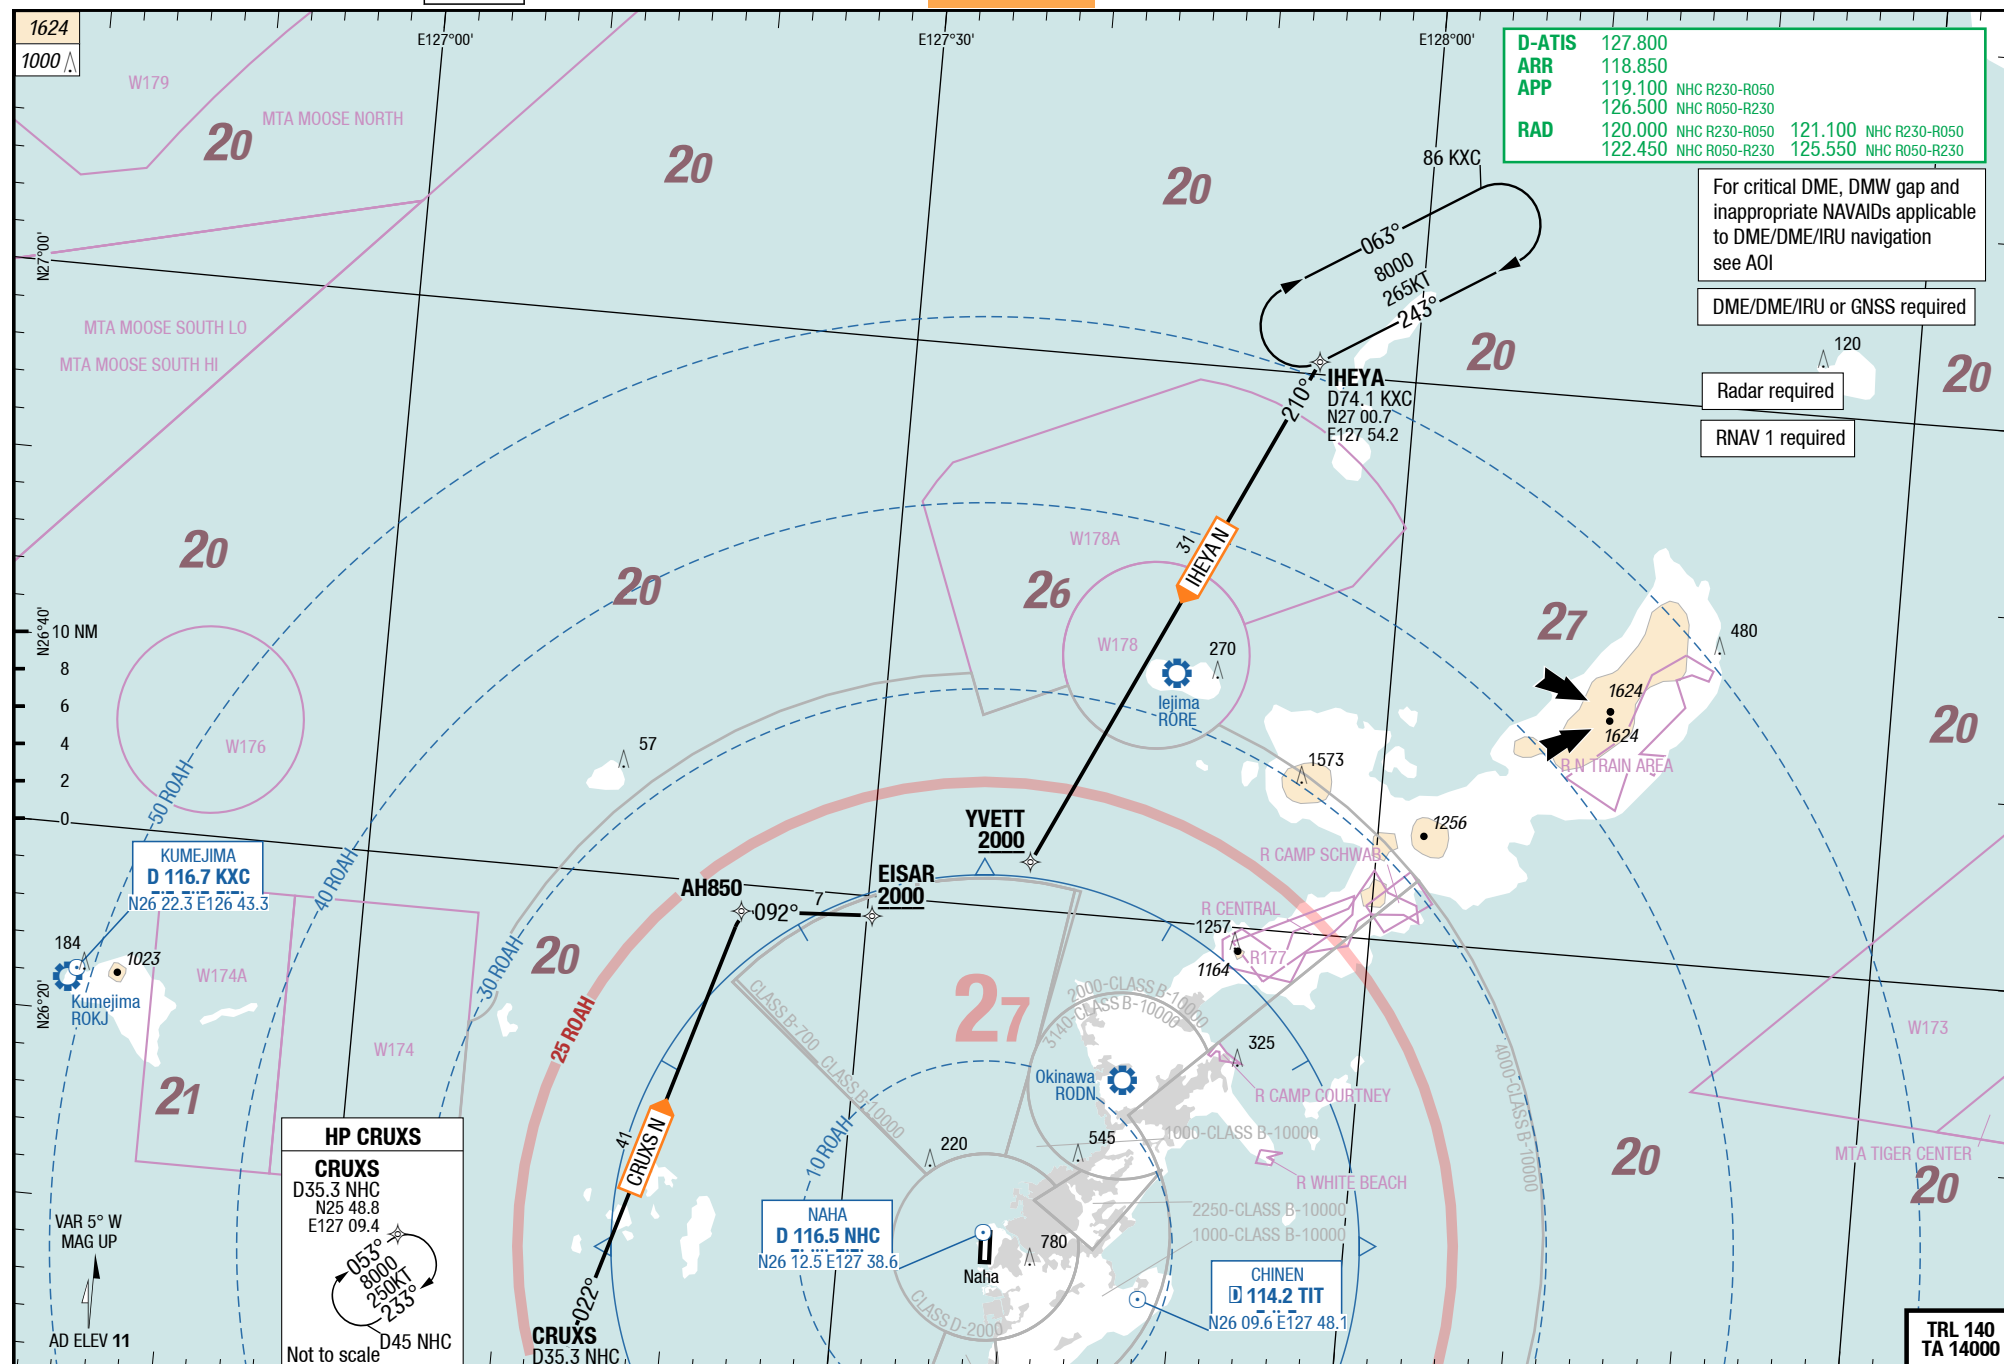 1624
1000
E127°00'
E127°30'
E128°00'
D-ATIS 127.800
ARR 118.850
APP 119.100 NHC R230-R050
126.500 NHC R050-R230
RAD 120.000 NHC R230-R050 121.100 NHC R230-R050
122.450 NHC R050-R230 125.550 NHC R050-R230
For critical DME, DMW gap and
inappropriate NAVAIDs applicable
to DME/DME/IRU navigation
see AOI
DME/DME/IRU or GNSS required
Radar required
RNAV 1 required
W179
MTA MOOSE NORTH
20
20
20
86 KXC
063°
8000
265KT
243°
N27°00'
MTA MOOSE SOUTH LO
MTA MOOSE SOUTH HI
20
120
20
IHEYA
D74.1 KXC
N27 00.7
E127 54.2
210°
31
IHEYA N
W178A
20
20
26
27
W178
270
Iejima
RORE
480
1624
1624
R N TRAIN AREA
20
N26°40'
10 NM
8
6
4
2
0
W176
57
1573
1256
50 ROAH
40 ROAH
30 ROAH
25 ROAH
10 ROAH
YVETT
2000
EISAR
2000
AH850
092°
7
KUMEJIMA
D 116.7 KXC
N26 22.3 E126 43.3
184
1023
Kumejima
ROKJ
N26°20'
W174A
W174
21
20
27
R CAMP SCHWAB
R CENTRAL
1257
1164
R177
CLASS B-700
CLASS B-10000
2000-CLASS B-10000
3140-CLASS B-10000
4000-CLASS B-10000
325
Okinawa
RODN
R CAMP COURTNEY
1000-CLASS B-10000
545
220
R WHITE BEACH
2250-CLASS B-10000
1000-CLASS B-10000
W173
MTA TIGER CENTER
20
20
41
CRUXS N
022°
CRUXS
D35.3 NHC
HP CRUXS
CRUXS
D35.3 NHC
N25 48.8
E127 09.4
053°
8000
250KT
233°
D45 NHC
Not to scale
VAR 5° W
MAG UP
AD ELEV 11
NAHA
D 116.5 NHC
N26 12.5 E127 38.6
Naha
780
CLASS D-2000
CHINEN
D 114.2 TIT
N26 09.6 E127 48.1
TRL 140
TA 14000